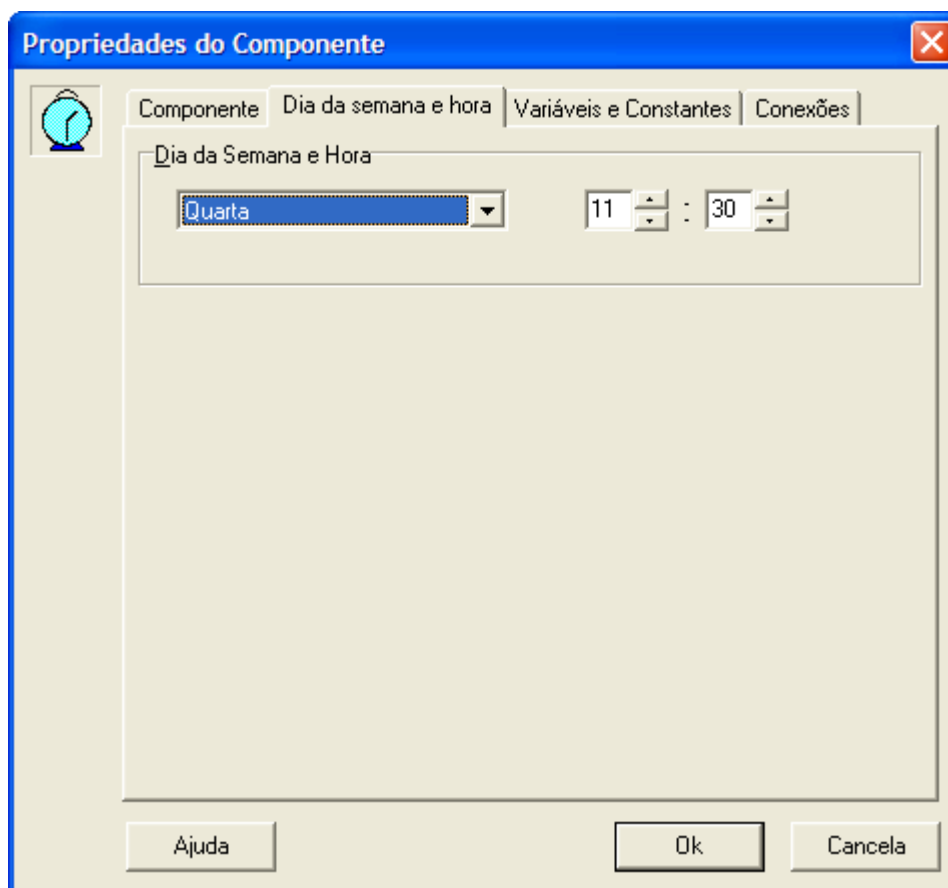 Propriedades do Componente
Componente Dia da semana e hora Variáveis e Constantes Conexões
Dia da Semana e Hora
Quarta 11 : 30
Ajuda Ok Cancela